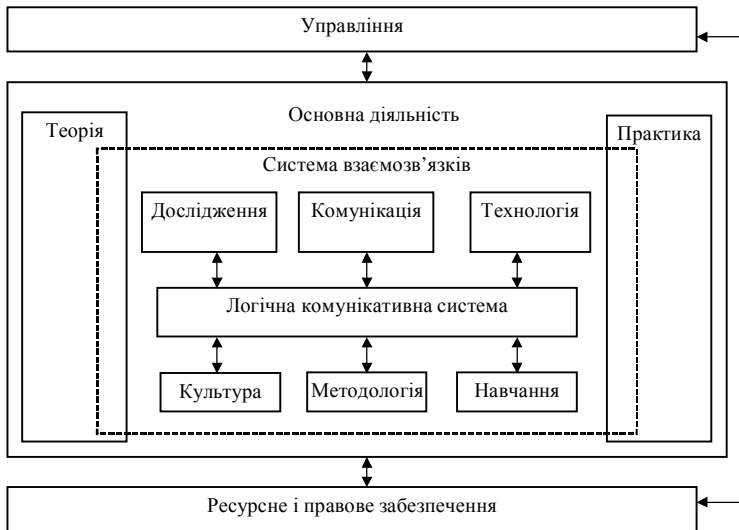 Управління
Основна діяльність
Теорія
Практика
Система взаємозв’язків
Дослідження
Комунікація
Технологія
Логічна комунікативна система
Культура
Методологія
Навчання
Ресурсне і правове забезпечення